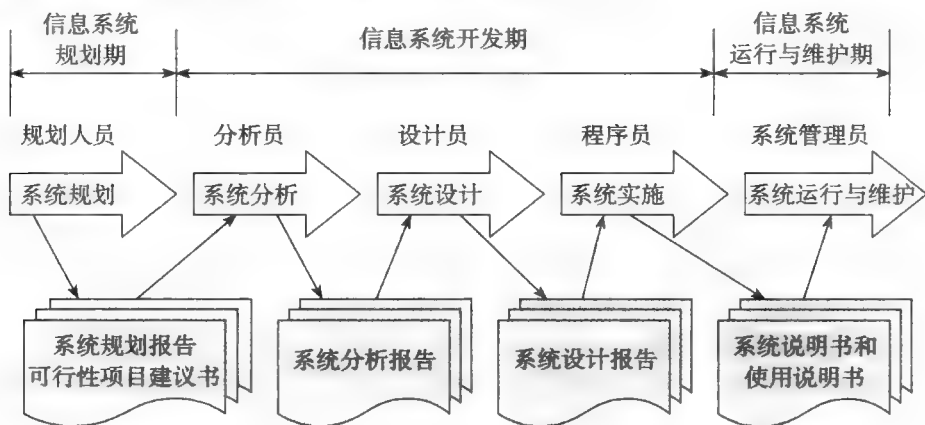 信息系统
规划期
信息系统开发期
信息系统
运行与维护期
规划人员
分析员
设计员
程序员
系统管理员
系统规划
系统分析
系统设计
系统实施
系统运行与维护
系统规划报告
可行性项目建议书
系统分析报告
系统设计报告
系统说明书和
使用说明书